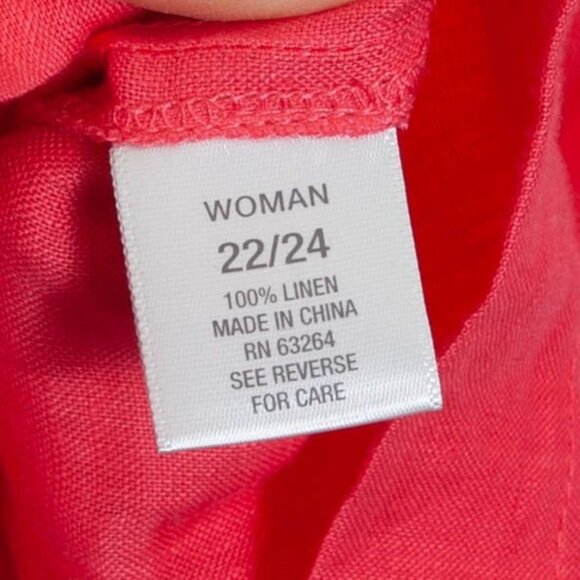 WOMAN
22/24
100% LINEN
MADE IN CHINA
RN 63264
SEE REVERSE
FOR CARE